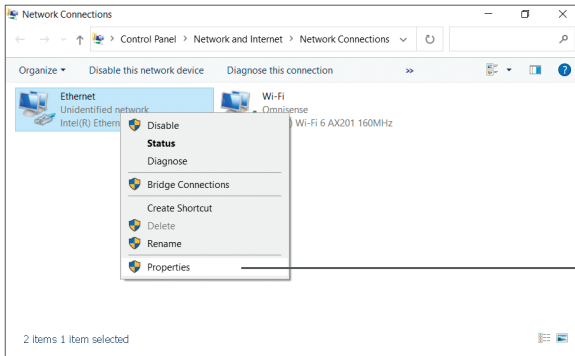 Network Connections
Control Panel > Network and Internet > Network Connections
Organize Disable this network device Diagnose this connection »
Ethernet
Unidentified network
Intel(R) Ethern
Wi-Fi
Omnisense
) Wi-Fi 6 AX201 160MHz
Disable
Status
Diagnose
Bridge Connections
Create Shortcut
Delete
Rename
Properties
2 items 1 item selected